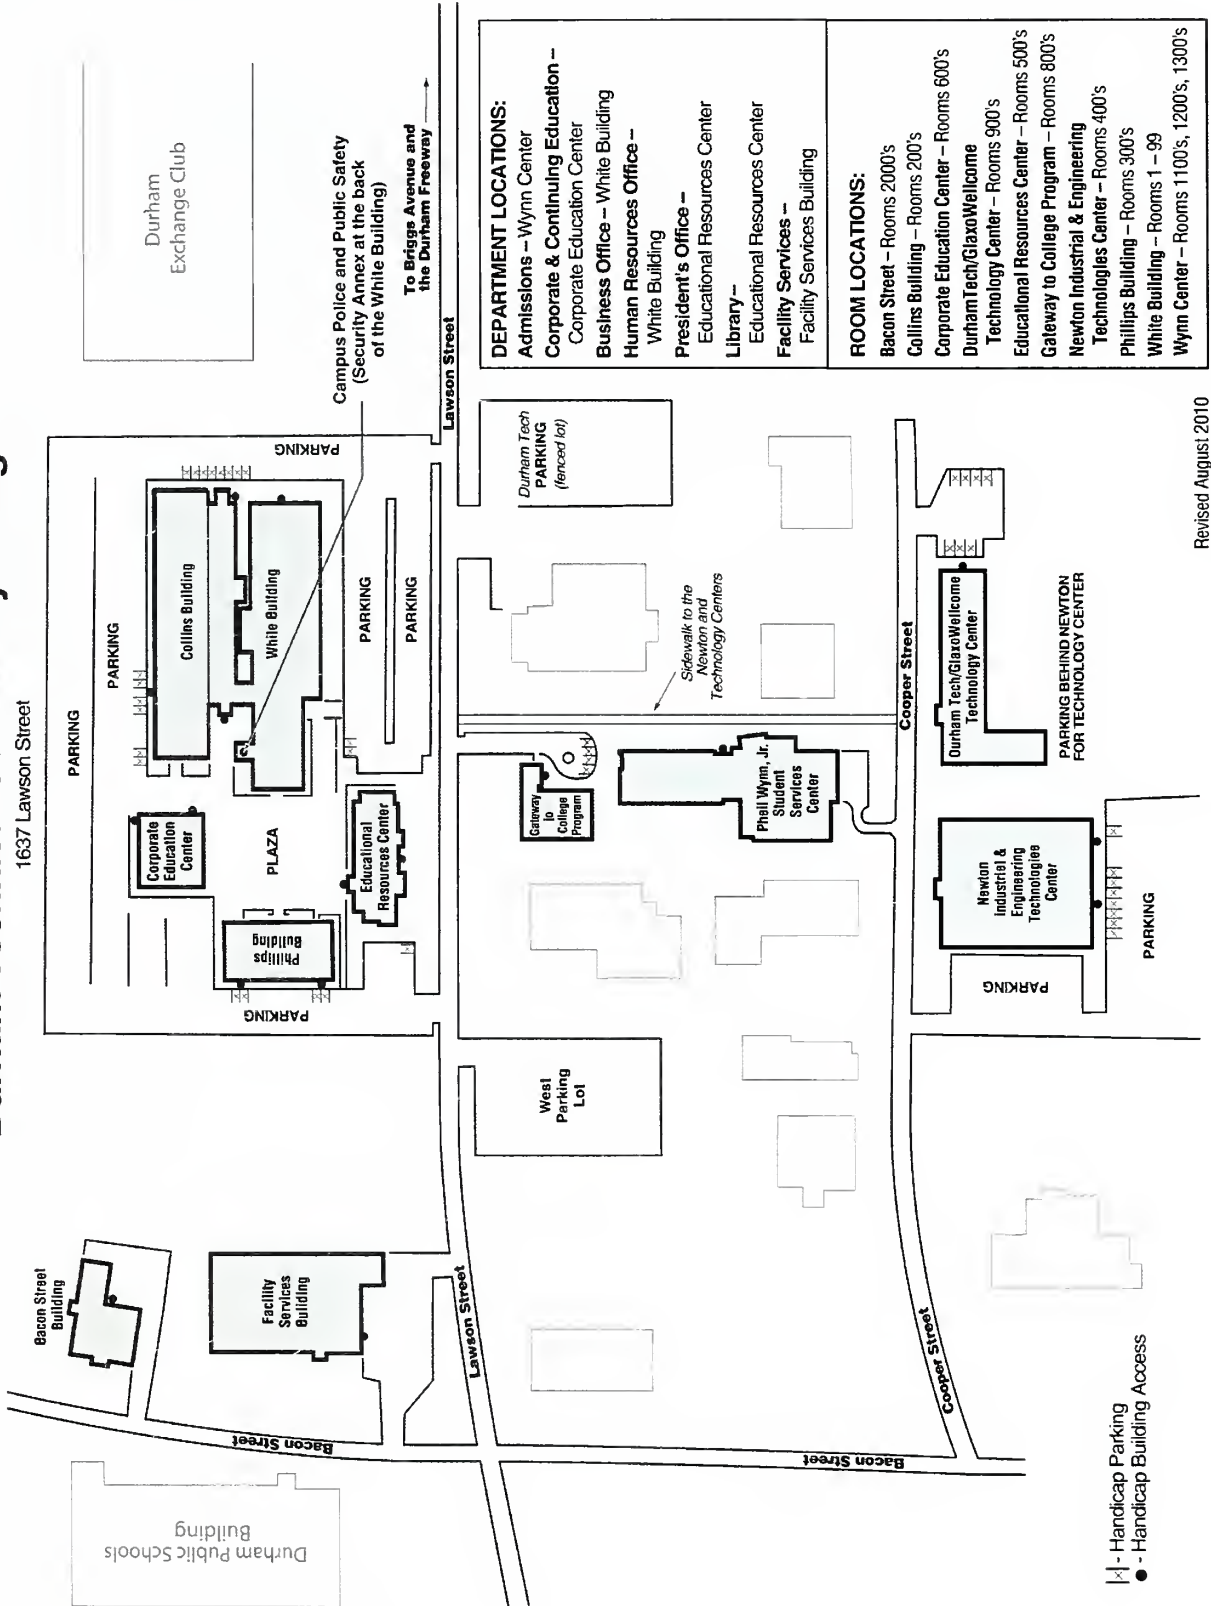 1637 Lawson Street
Durham
Exchange Club
Campus Police and Public Safety
(Security Annex at the back
of the White Building)
To Briggs Avenue and
the Durham Freeway
PARKING
PARKING
PARKING
PARKING
PARKING
Collins Building
White Building
Corporate
Education
Center
PLAZA
Educational
Resources Center
Phillips
Building
PARKING
Bacon Street
Building
Facility
Services
Building
Durham Public Schools
Building
Bacon Street
Lawson Street
Lawson Street
Durham Tech
PARKING
(fenced lot)
Sidewalk to the
Newton and
Technology Centers
Gateway
to
College
Program
Phail Wynn, Jr.
Student
Services
Center
West
Parking
Lot
Bacon Street
Cooper Street
Cooper Street
Durham Tech/GlaxoWellcome
Technology Center
PARKING BEHIND NEWTON
FOR TECHNOLOGY CENTER
Newton
Industrial &
Engineering
Technologies
Center
PARKING
PARKING
DEPARTMENT LOCATIONS:
Admissions – Wynn Center
Corporate & Continuing Education –
Corporate Education Center
Business Office – White Building
Human Resources Office –
White Building
President's Office –
Educational Resources Center
Library –
Educational Resources Center
Facility Services –
Facility Services Building
ROOM LOCATIONS:
Bacon Street – Rooms 2000's
Collins Building – Rooms 200's
Corporate Education Center – Rooms 600's
DurhamTech/GlaxoWellcome
Technology Center – Rooms 900's
Educational Resources Center – Rooms 500's
Gateway to College Program – Rooms 800's
Newton Industrial & Engineering
Technologies Center – Rooms 400's
Phillips Building – Rooms 300's
White Building – Rooms 1 – 99
Wynn Center – Rooms 1100's, 1200's, 1300's
|x| - Handicap Parking
● - Handicap Building Access
Revised August 2010